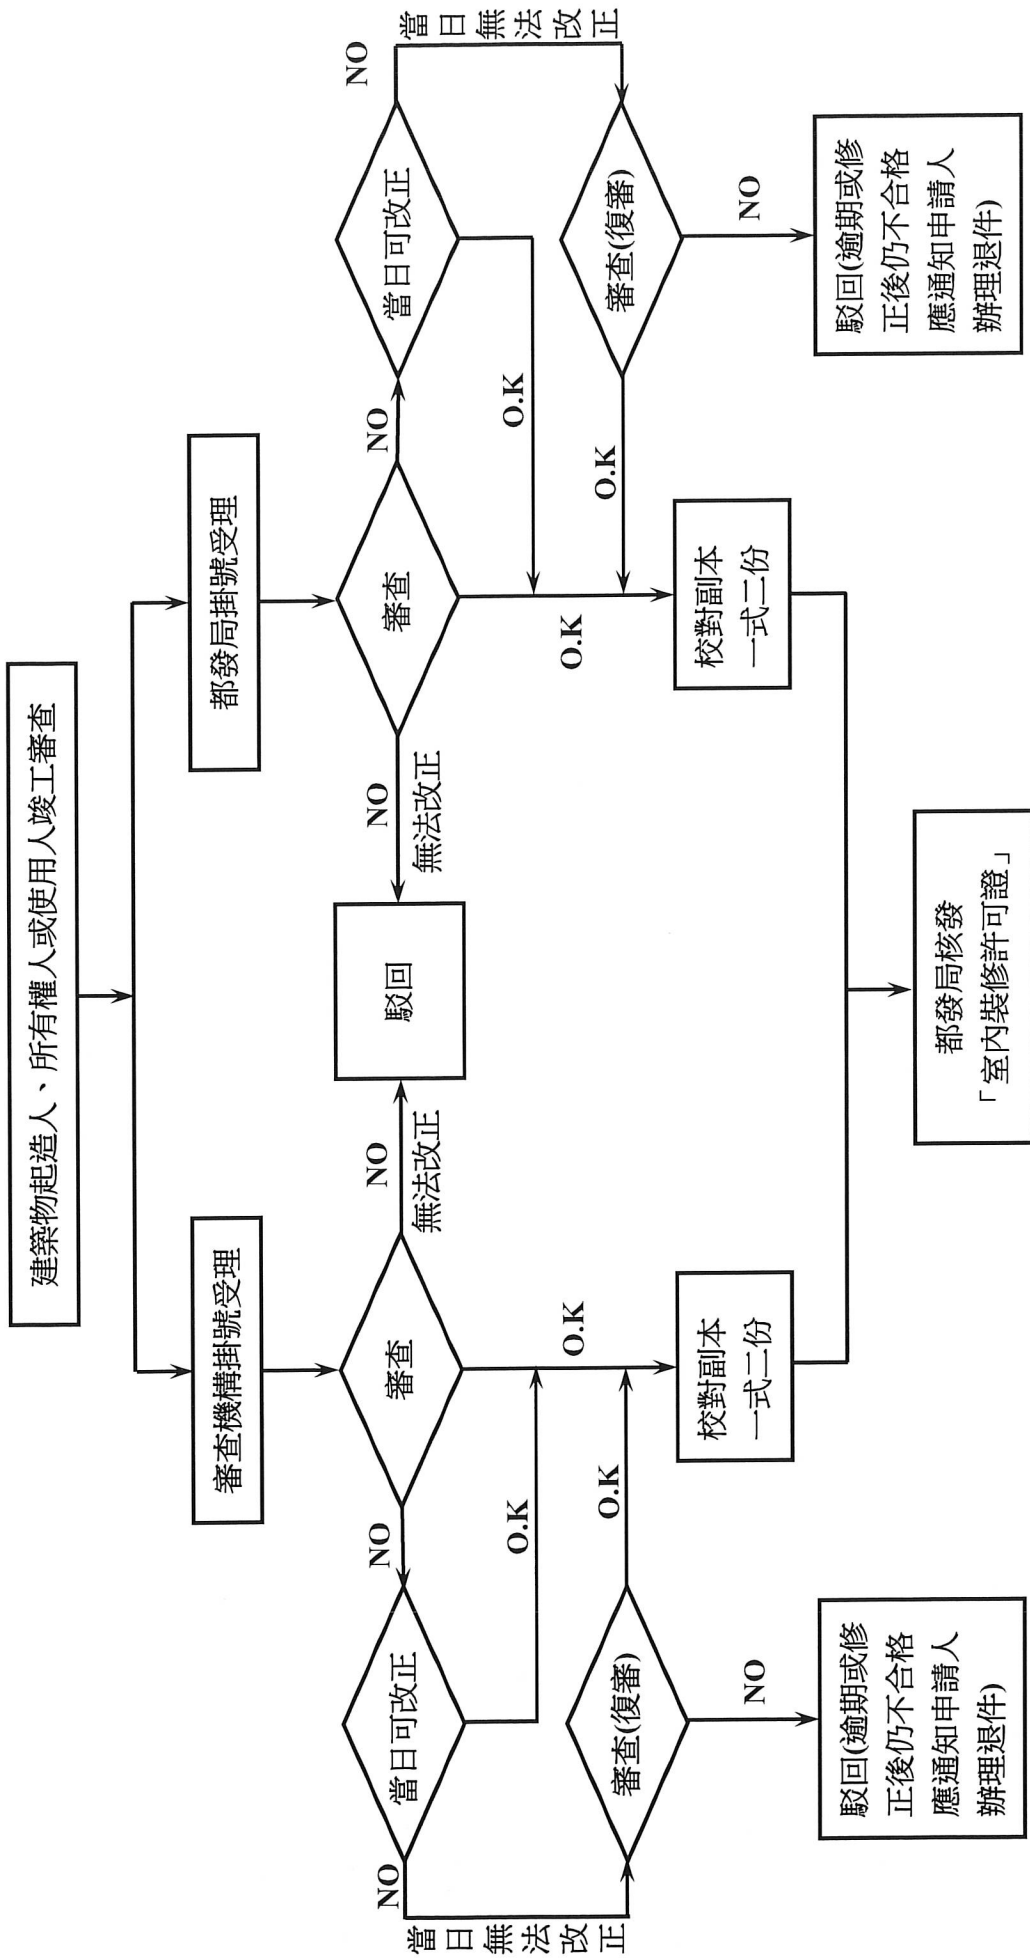 建築物起造人、所有權人或使用人竣工審查
審查機構掛號受理
都發局掛號受理
當日可改正
NO
審查
NO
無法改正
駁回
NO
無法改正
審查
NO
當日可改正
NO
當日無法改正
NO
當日無法改正
O.K
O.K
O.K
O.K
審查(復審)
O.K
O.K
審查(復審)
NO
NO
校對副本
一式二份
校對副本
一式二份
駁回(逾期或修
正後仍不合格
應通知申請人
辦理退件)
駁回(逾期或修
正後仍不合格
應通知申請人
辦理退件)
都發局核發
「室內裝修許可證」